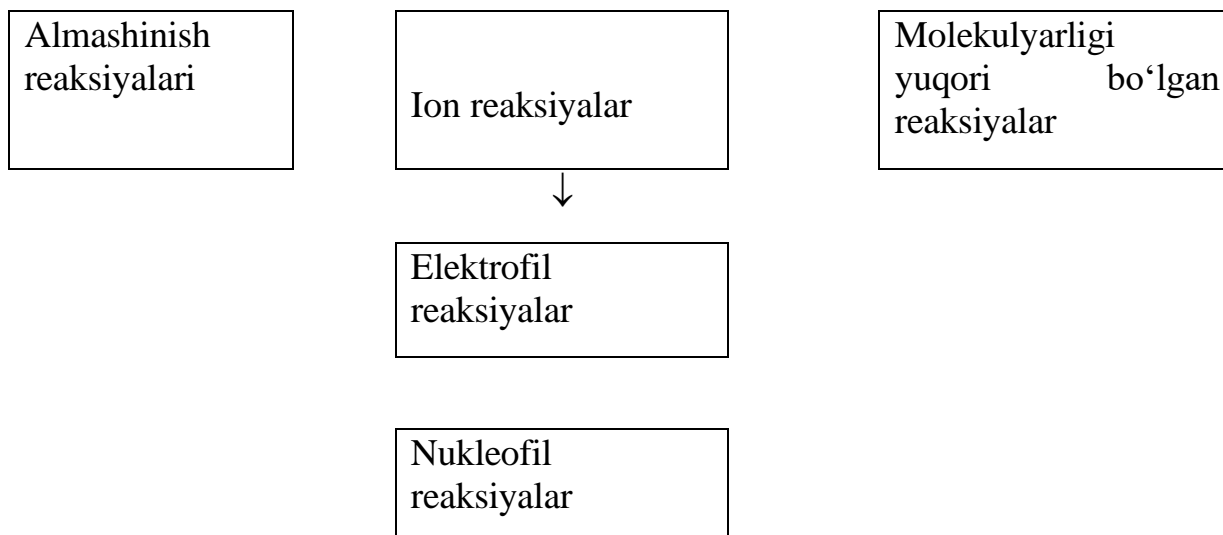 Almashinish
reaksiyalari
Ion reaksiyalar
Molekulyarligi
yuqori bo‘lgan
reaksiyalar
↓
Elektrofil
reaksiyalar
Nukleofil
reaksiyalar